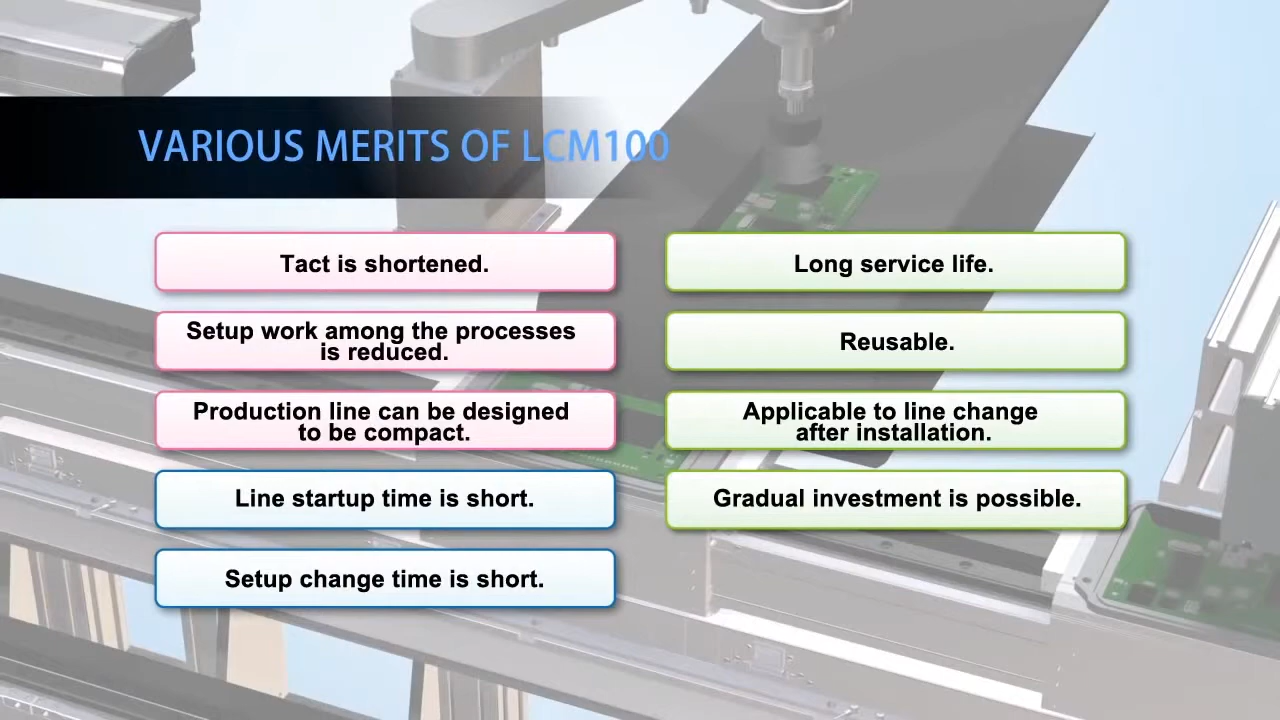 VARIOUS MERITS OF LCM100
Tact is shortened.
Setup work among the processes
is reduced.
Production line can be designed
to be compact.
Line startup time is short.
Setup change time is short.
Long service life.
Reusable.
Applicable to line change
after installation.
Gradual investment is possible.